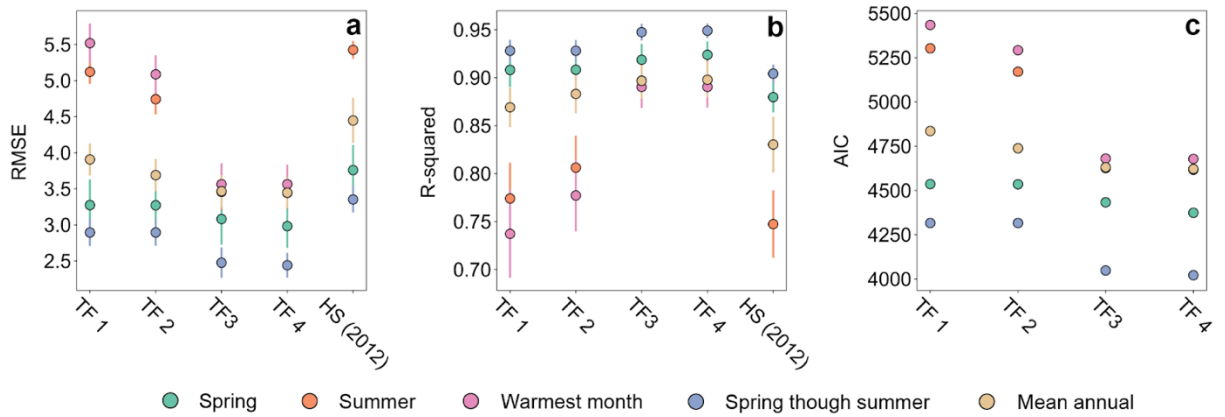 a
RMSE
5.5
5.0
4.5
4.0
3.5
3.0
2.5
TF 1
TF 2
TF3
TF 4
HS (2012)
b
R-squared
0.95
0.90
0.85
0.80
0.75
0.70
TF 1
TF 2
TF3
TF 4
HS (2012)
c
AIC
5500
5250
5000
4750
4500
4250
4000
TF 1
TF 2
TF3
TF 4
Spring Summer Warmest month Spring though summer Mean annual